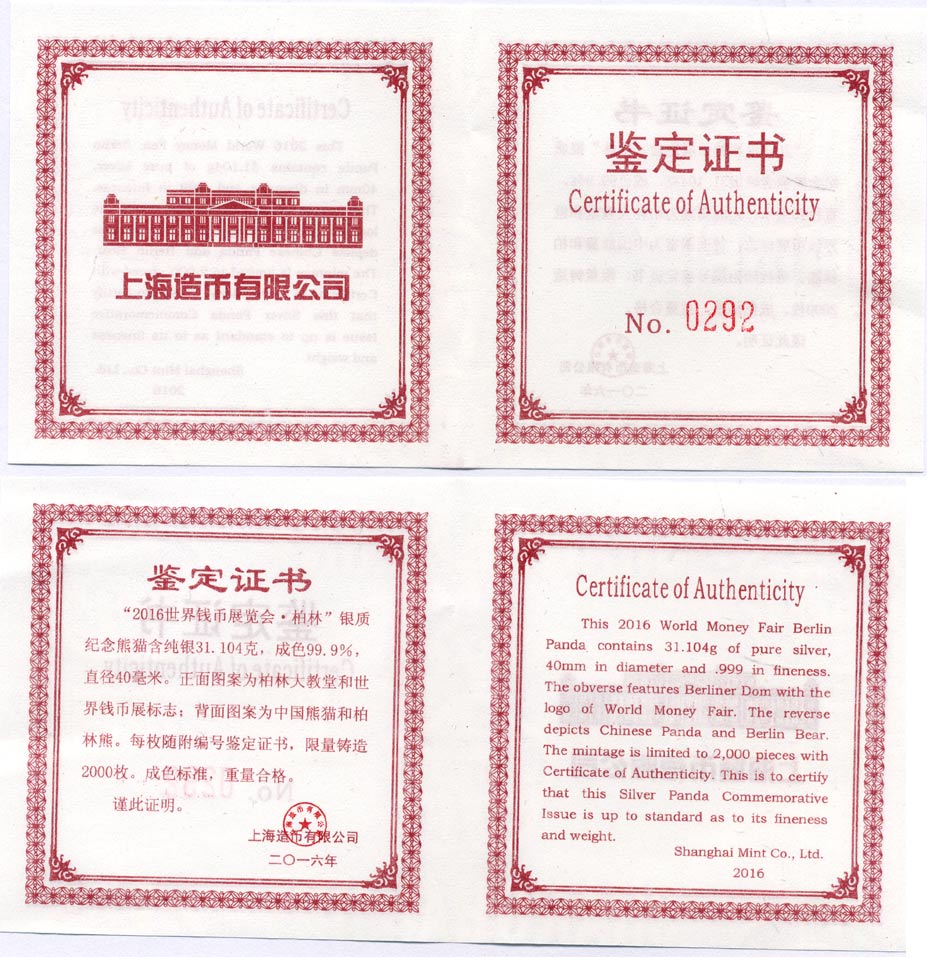 上海造币有限公司
鉴定证书
Certificate of Authenticity
No. 0292
鉴定证书
“2016世界钱币展览会·柏林”银质
纪念熊猫含纯银31.104克，成色99.9%，
直径40毫米。正面图案为柏林大教堂和世
界钱币展标志；背面图案为中国熊猫和柏
林熊。每枚随附编号鉴定证书，限量铸造
2000枚。成色标准，重量合格。
谨此证明。
上海造币有限公司
二〇一六年
Certificate of Authenticity
This 2016 World Money Fair Berlin
Panda contains 31.104g of pure silver,
40mm in diameter and .999 in fineness.
The obverse features Berliner Dom with the
logo of World Money Fair. The reverse
depicts Chinese Panda and Berlin Bear.
The mintage is limited to 2,000 pieces with
Certificate of Authenticity. This is to certify
that this Silver Panda Commemorative
Issue is up to standard as to its fineness
and weight.
Shanghai Mint Co., Ltd.
2016